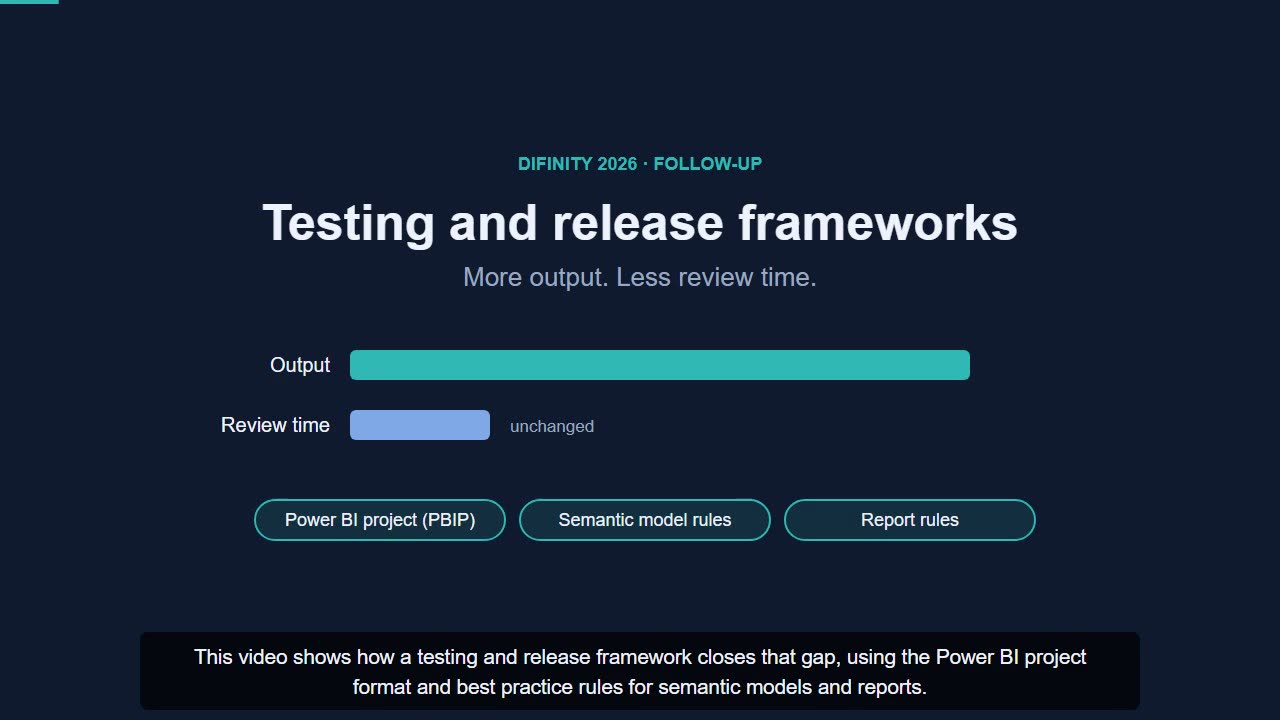 DIFINITY 2026 · FOLLOW-UP
Testing and release frameworks
More output. Less review time.
Output
Review time
unchanged
Power BI project (PBIP)
Semantic model rules
Report rules
This video shows how a testing and release framework closes that gap, using the Power BI project
format and best practice rules for semantic models and reports.